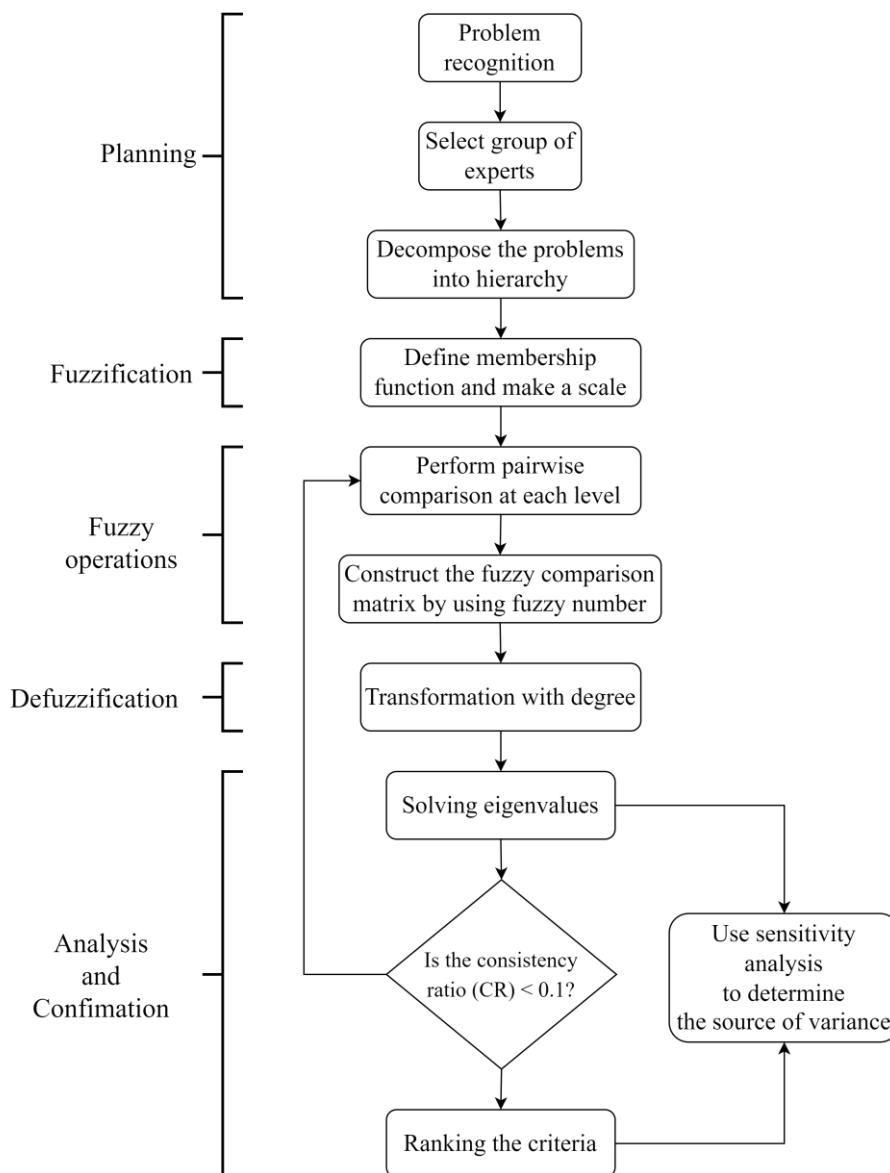 Problem
recognition
Planning
Select group of
experts
Decompose the problems
into hierarchy
Fuzzification
Define membership
function and make a scale
Perform pairwise
comparison at each level
Fuzzy
operations
Construct the fuzzy comparison
matrix by using fuzzy number
Defuzzification
Transformation with degree
Solving eigenvalues
Analysis
and
Confimation
Is the consistency
ratio (CR) < 0.1?
Use sensitivity
analysis
to determine
the source of variance
Ranking the criteria